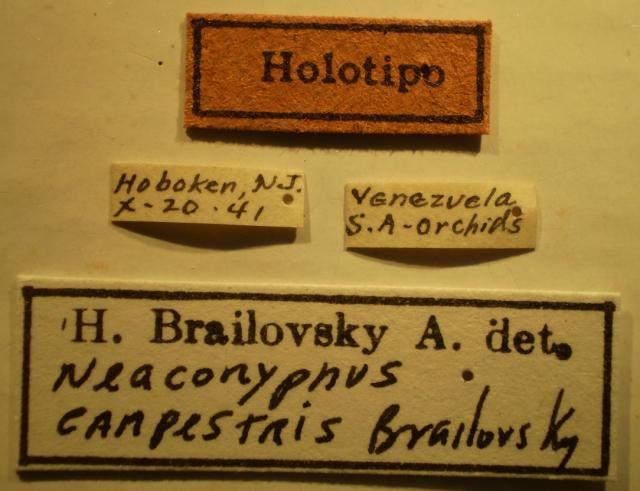 Holotipo
Hoboken, N.J.
X-20-41
Venezuela
S.A-orchids
H. Brailovsky A. det.
Neaconyphus
campestris Brailovsky